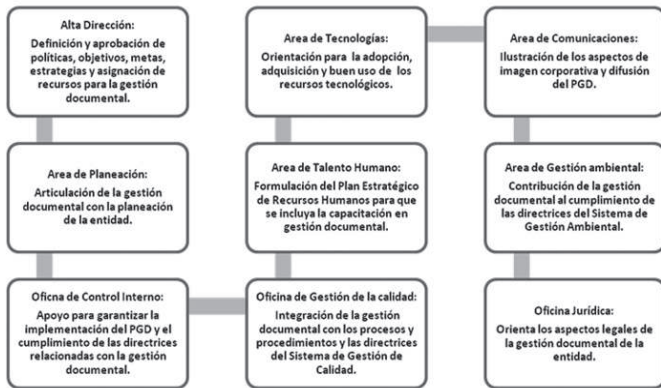 Alta Dirección:
Definición y aprobación de
políticas, objetivos, metas,
estrategias y asignación de
recursos para la gestión
documental.
Area de Planeación:
Articulación de la gestión
documental con la planeación
de la entidad.
Oficna de Control Interno:
Apoyo para garantizar la
implementación del PGD y el
cumplimiento de las directrices
relacionadas con la gestión
documental.
Oficina de Gestión de la calidad:
Integración de la gestión
documental con los procesos y
procedimientos y las directrices
del Sistema de Gestión de
Calidad.
Area de Talento Humano:
Formulación del Plan Estratégico
de Recursos Humanos para que
se incluya la capacitación en
gestión documental.
Area de Tecnologías:
Orientación para la adopción,
adquisición y buen uso de los
recursos tecnológicos.
Area de Comunicaciones:
Ilustración de los aspectos de
imagen corporativa y difusión
del PGD.
Area de Gestión ambiental:
Contribución de la gestión
documental al cumplimiento de
las directrices del Sistema de
Gestión Ambiental.
Oficina Jurídica:
Orienta los aspectos legales de
la gestión documental de la
entidad.